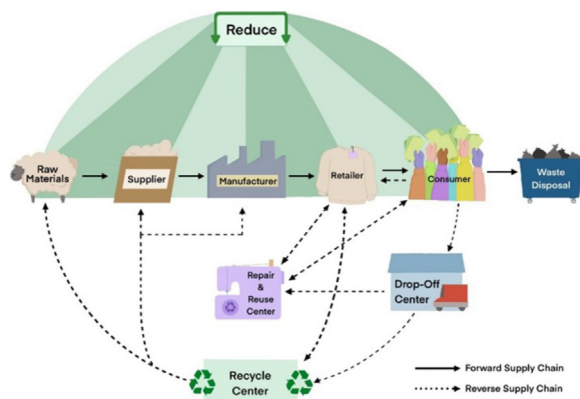 Reduce
Raw
Materials
Supplier
Manufacturer
Retailer
Consumer
Waste
Disposal
Repair
&
Reuse
Center
Drop-Off
Center
Recycle
Center
Forward Supply Chain
Reverse Supply Chain